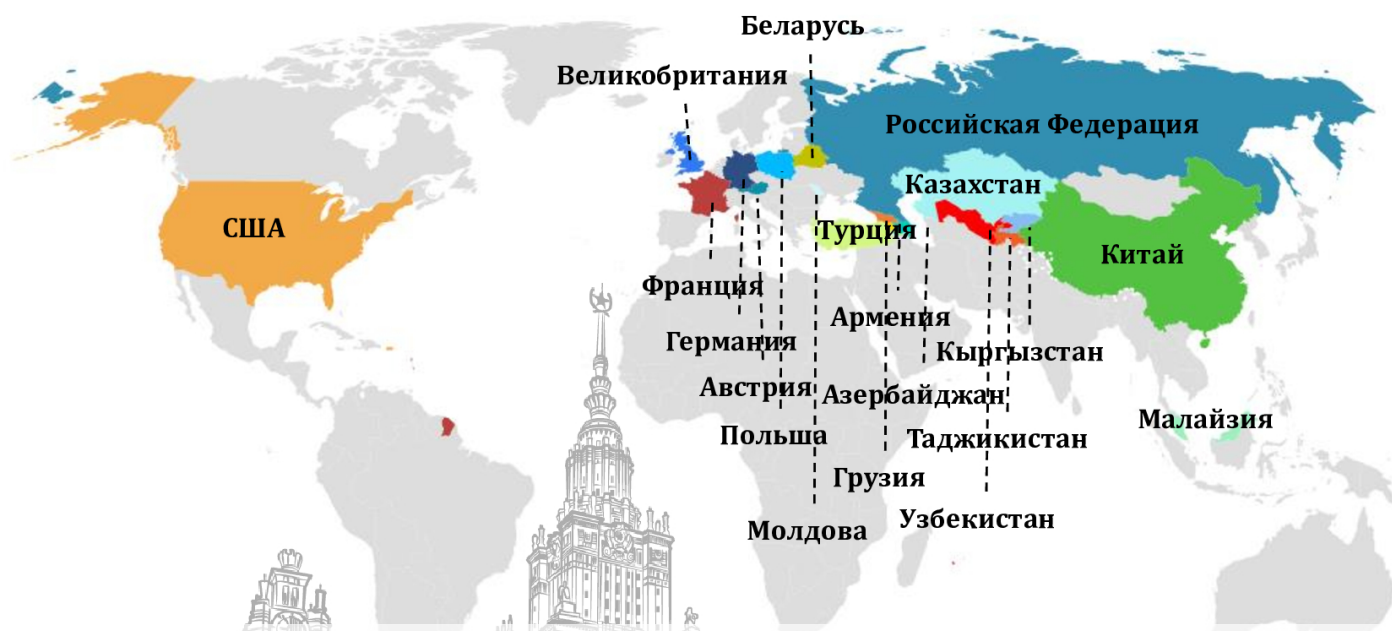 Беларусь
Великобритания
Российская Федерация
Казахстан
США
Турция
Китай
Франция
Армения
Германия
Кыргызстан
Австрия
Азербайджан
Малайзия
Польша
Таджикистан
Грузия
Узбекистан
Молдова